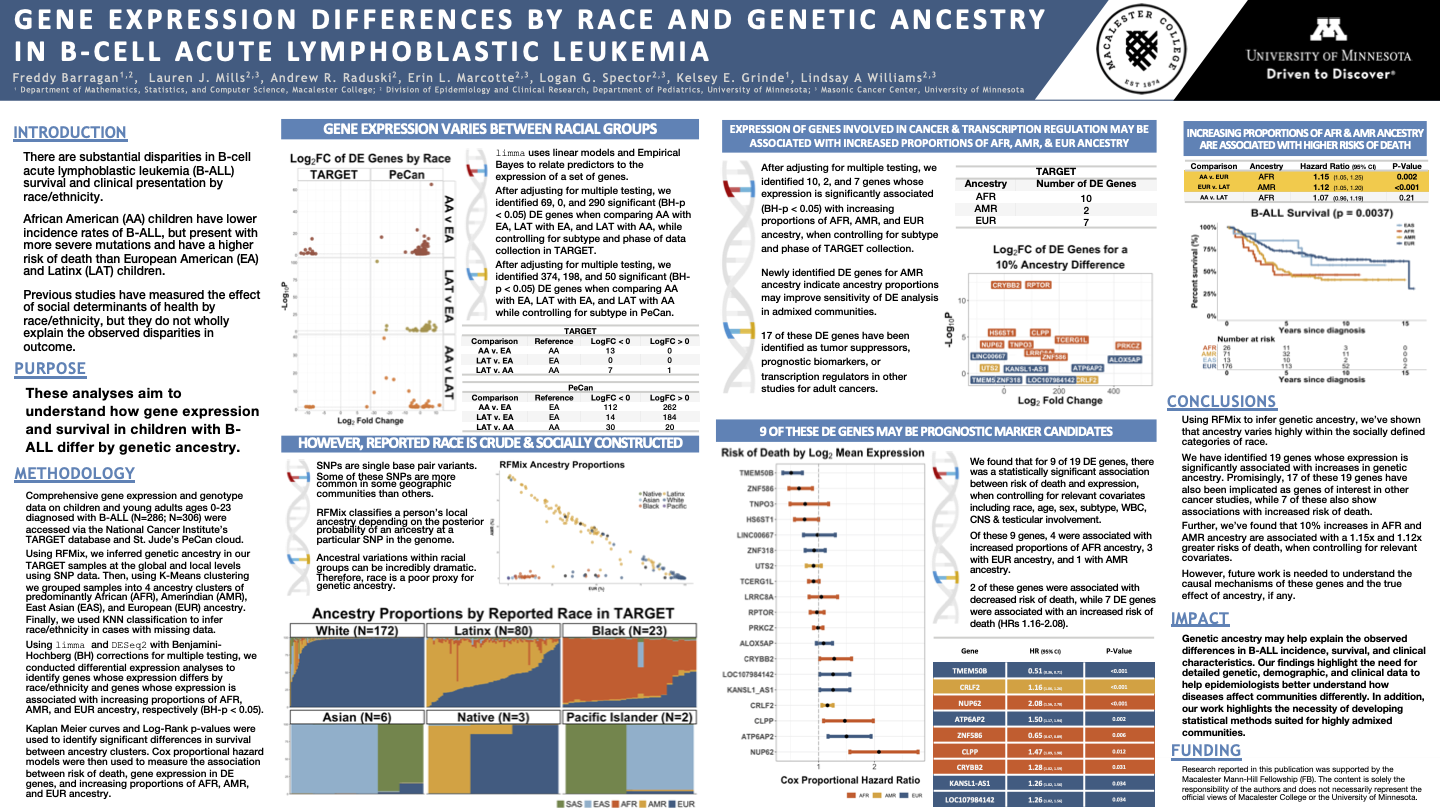 GENE EXPRESSION DIFFERENCES BY RACE AND GENETIC ANCESTRY
IN B-CELL ACUTE LYMPHOBLASTIC LEUKEMIA
Freddy Barragan1,2, Lauren J. Mills2,3, Andrew R. Raduski2, Erin L. Marcotte2,3, Logan G. Spector2,3, Kelsey E. Grinde1, Lindsay A Williams2,3
1 Department of Mathematics, Statistics, and Computer Science, Macalester College; 2 Division of Epidemiology and Clinical Research, Department of Pediatrics, University of Minnesota; 3 Masonic Cancer Center, University of Minnesota
MACALESTER COLLEGE
EST 1874
UNIVERSITY OF MINNESOTA
Driven to Discover®
INTRODUCTION
There are substantial disparities in B-cell
acute lymphoblastic leukemia (B-ALL)
survival and clinical presentation by
race/ethnicity.
African American (AA) children have lower
incidence rates of B-ALL, but present with
more severe mutations and have a higher
risk of death than European American (EA)
and Latinx (LAT) children.
Previous studies have measured the effect
of social determinants of health by
race/ethnicity, but they do not wholly
explain the observed disparities in
outcome.
PURPOSE
These analyses aim to
understand how gene expression
and survival in children with B-
ALL differ by genetic ancestry.
METHODOLOGY
Comprehensive gene expression and genotype
data on children and young adults ages 0-23
diagnosed with B-ALL (N=286; N=306) were
accessed via the National Cancer Institute's
TARGET database and St. Jude's PeCan cloud.
Using RFMix, we inferred genetic ancestry in our
TARGET samples at the global and local levels
using SNP data. Then, using K-Means clustering
we grouped samples into 4 ancestry clusters of
predominantly African (AFR), Amerindian (AMR),
East Asian (EAS), and European (EUR) ancestry.
Finally, we used KNN classification to infer
race/ethnicity in cases with missing data.
Using limma and DESeq2 with Benjamini-
Hochberg (BH) corrections for multiple testing, we
conducted differential expression analyses to
identify genes whose expression differs by
race/ethnicity and genes whose expression is
associated with increasing proportions of AFR,
AMR, and EUR ancestry, respectively (BH-p < 0.05).
Kaplan Meier curves and Log-Rank p-values were
used to identify significant differences in survival
between ancestry clusters. Cox proportional hazard
models were then used to measure the association
between risk of death, gene expression in DE
genes, and increasing proportions of AFR, AMR,
and EUR ancestry.
GENE EXPRESSION VARIES BETWEEN RACIAL GROUPS
Log2FC of DE Genes by Race
TARGET PeCan
AA v EA
LAT v EA
AA v LAT
-Log10P
Log2 Fold Change
limma uses linear models and Empirical
Bayes to relate predictors to the
expression of a set of genes.
After adjusting for multiple testing, we
identified 69, 0, and 290 significant (BH-p
< 0.05) DE genes when comparing AA with
EA, LAT with EA, and LAT with AA, while
controlling for subtype and phase of data
collection in TARGET.
After adjusting for multiple testing, we
identified 374, 198, and 50 significant (BH-
p < 0.05) DE genes when comparing AA
with EA, LAT with EA, and LAT with AA
while controlling for subtype in PeCan.
TARGET
Comparison Reference LogFC < 0 LogFC > 0
AA v. EA AA 13 0
LAT v. EA EA 0 0
LAT v. AA AA 7 1
PeCan
Comparison Reference LogFC < 0 LogFC > 0
AA v. EA EA 112 262
LAT v. EA EA 14 184
LAT v. AA AA 30 20
HOWEVER, REPORTED RACE IS CRUDE & SOCIALLY CONSTRUCTED
SNPs are single base pair variants.
Some of these SNPs are more
common in some geographic
communities than others.
RFMix classifies a person's local
ancestry depending on the posterior
probability of an ancestry at a
particular SNP in the genome.
Ancestral variations within racial
groups can be incredibly dramatic.
Therefore, race is a poor proxy for
genetic ancestry.
RFMix Ancestry Proportions
Native Latinx
Asian White
Black Pacific
AMR (%)
EUR (%)
Ancestry Proportions by Reported Race in TARGET
White (N=172) Latinx (N=80) Black (N=23)
Asian (N=6) Native (N=3) Pacific Islander (N=2)
SAS EAS AFR AMR EUR
EXPRESSION OF GENES INVOLVED IN CANCER & TRANSCRIPTION REGULATION MAY BE
ASSOCIATED WITH INCREASED PROPORTIONS OF AFR, AMR, & EUR ANCESTRY
After adjusting for multiple testing, we
identified 10, 2, and 7 genes whose
expression is significantly associated
(BH-p < 0.05) with increasing
proportions of AFR, AMR, and EUR
ancestry, when controlling for subtype
and phase of TARGET collection.
Newly identified DE genes for AMR
ancestry indicate ancestry proportions
may improve sensitivity of DE analysis
in admixed communities.
17 of these DE genes have been
identified as tumor suppressors,
prognostic biomarkers, or
transcription regulators in other
studies for adult cancers.
TARGET
Ancestry Number of DE Genes
AFR 10
AMR 2
EUR 7
Log2FC of DE Genes for a
10% Ancestry Difference
CRYBB2 RPTOR
HS6ST1 CLPP
TCERG1L
NUP62 TNPO3 PRKCZ
LINC00667 ZNF586 ALOX5AP
UTS2 KANSL1-AS1 ATP6AP2
ZNF318 LOC107984142 CRLF2
-Log10P
10
5
0
0 200 400
Log2 Fold Change
9 OF THESE DE GENES MAY BE PROGNOSTIC MARKER CANDIDATES
Risk of Death by Log2 Mean Expression
TMEM50B
ZNF586
TNPO3
HS6ST1
LINC00667
ZNF318
UTS2
TCERG1L
LRRC8A
RPTOR
PRKCZ
ALOX5AP
CRYBB2
LOC107984142
KANSL1_AS1
CRLF2
CLPP
ATP6AP2
NUP62
1 2
Cox Proportional Hazard Ratio
AFR AMR EUR
We found that for 9 of 19 DE genes, there
was a statistically significant association
between risk of death and expression,
when controlling for relevant covariates
including race, age, sex, subtype, WBC,
CNS & testicular involvement.
Of these 9 genes, 4 were associated with
increased proportions of AFR ancestry, 3
with EUR ancestry, and 1 with AMR
ancestry.
2 of these genes were associated with
decreased risk of death, while 7 DE genes
were associated with an increased risk of
death (HRs 1.16-2.08).
Gene HR (95% CI) P-Value
TMEM50B 0.51 <0.001
CRLF2 1.16 <0.001
NUP62 2.08 <0.001
ATP6AP2 1.50 0.002
ZNF586 0.65 0.006
CLPP 1.47 0.012
CRYBB2 1.28 0.031
KANSL1-AS1 1.26 0.034
LOC107984142 1.26 0.034
INCREASING PROPORTIONS OF AFR & AMR ANCESTRY
ARE ASSOCIATED WITH HIGHER RISKS OF DEATH
Comparison Ancestry Hazard Ratio (95% CI) P-Value
AA v. EUR AFR 1.15 (1.05, 1.25) 0.002
EUR v. LAT AMR 1.12 (1.05, 1.20) <0.001
AA v. LAT AFR 1.07 (0.96, 1.19) 0.21
B-ALL Survival (p = 0.0037)
EAS
AFR
AMR
EUR
Percent survival (%)
100%
75%
50%
25%
0%
0 5 10 15
Years since diagnosis
Number at risk
AFR 26 11 3 0
AMR 71 32 11 0
EAS 13 10 2 0
EUR 176 113 52 2
0 5 10 15
Years since diagnosis
CONCLUSIONS
Using RFMix to infer genetic ancestry, we've shown
that ancestry varies highly within the socially defined
categories of race.
We have identified 19 genes whose expression is
significantly associated with increases in genetic
ancestry. Promisingly, 17 of these 19 genes have
also been implicated as genes of interest in other
cancer studies, while 7 of these also show
associations with increased risk of death.
Further, we've found that 10% increases in AFR and
AMR ancestry are associated with a 1.15x and 1.12x
greater risks of death, when controlling for relevant
covariates.
However, future work is needed to understand the
causal mechanisms of these genes and the true
effect of ancestry, if any.
IMPACT
Genetic ancestry may help explain the observed
differences in B-ALL incidence, survival, and clinical
characteristics. Our findings highlight the need for
detailed genetic, demographic, and clinical data to
help epidemiologists better understand how
diseases affect communities differently. In addition,
our work highlights the necessity of developing
statistical methods suited for highly admixed
communities.
FUNDING
Research reported in this publication was supported by the
Macalester Mann-Hill Fellowship (FB). The content is solely the
responsibility of the authors and does not necessarily represent the
official views of Macalester College or the University of Minnesota.